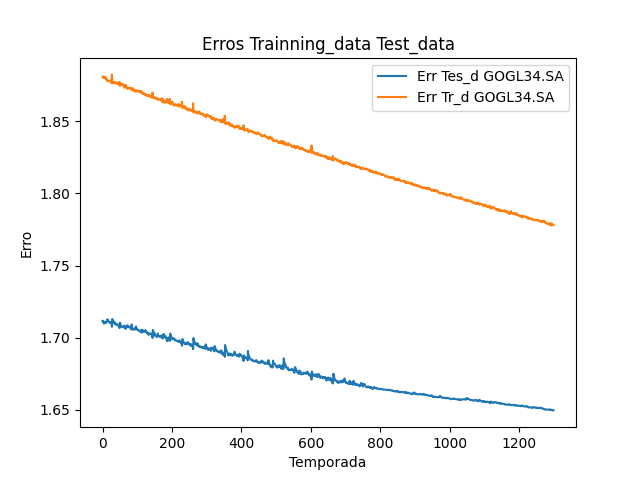 Erros Trainning_data Test_data
Err Tes_d GOGL34.SA
Err Tr_d GOGL34.SA
Erro
1.85
1.80
1.75
1.70
1.65
0 200 400 600 800 1000 1200
Temporada